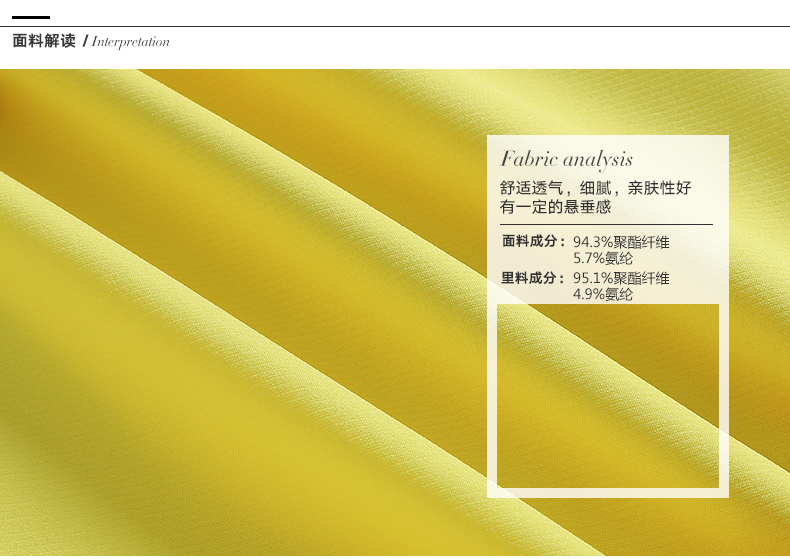 面料解读 / Interpretation
Fabric analysis
舒适透气，细腻，亲肤性好
有一定的悬垂感
面料成分：94.3%聚酯纤维
5.7%氨纶
里料成分：95.1%聚酯纤维
4.9%氨纶